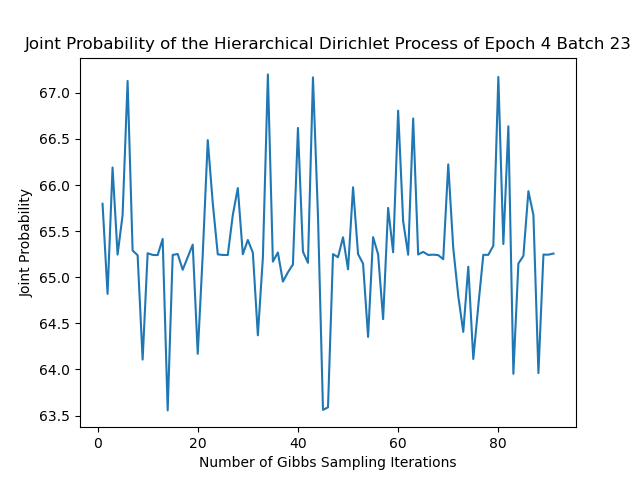 Joint Probability of the Hierarchical Dirichlet Process of Epoch 4 Batch 23
67.0
66.5
66.0
65.5
65.0
64.5
64.0
63.5
Joint Probability
0 20 40 60 80
Number of Gibbs Sampling Iterations